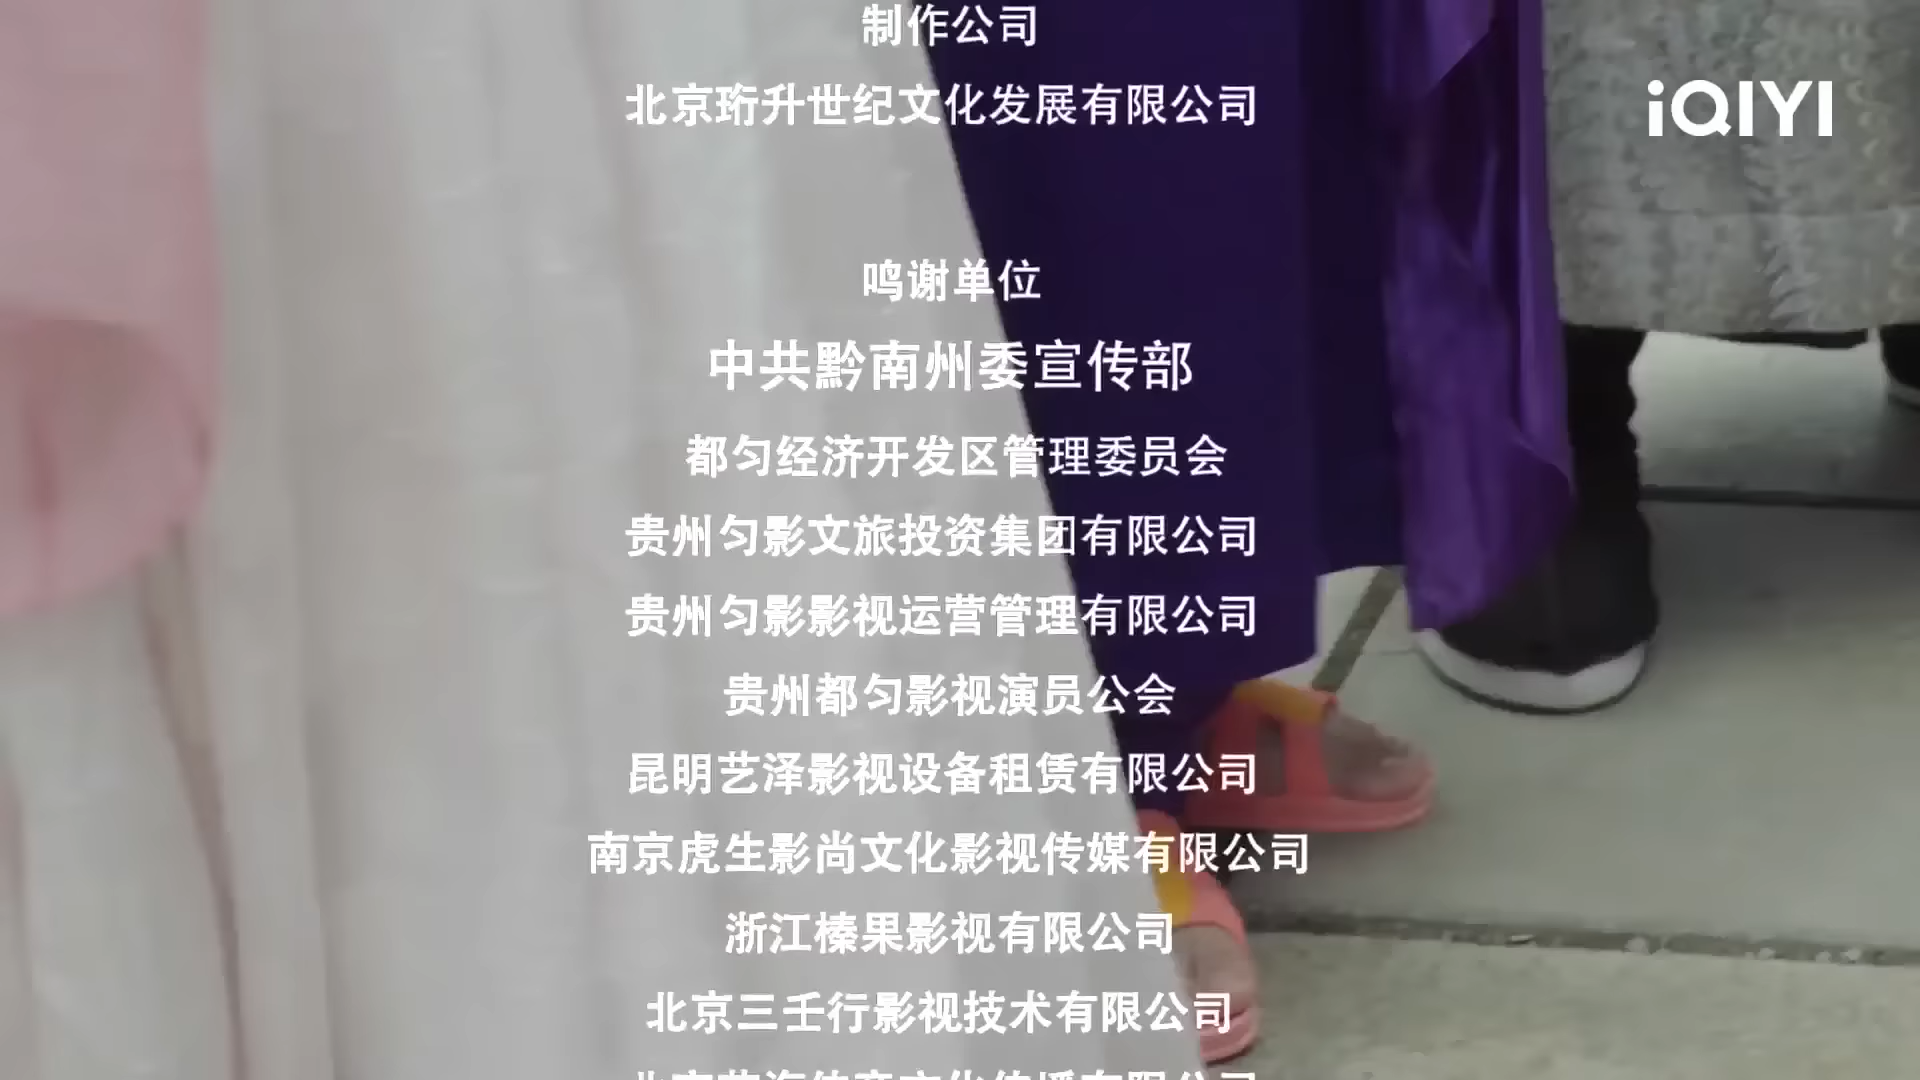 制作公司
北京珩升世纪文化发展有限公司
iQIYI
鸣谢单位
中共黔南州委宣传部
都匀经济开发区管理委员会
贵州匀影文旅投资集团有限公司
贵州匀影影视运营管理有限公司
贵州都匀影视演员公会
昆明艺泽影视设备租赁有限公司
南京虎生影尚文化影视传媒有限公司
浙江榛果影视有限公司
北京三壬行影视技术有限公司